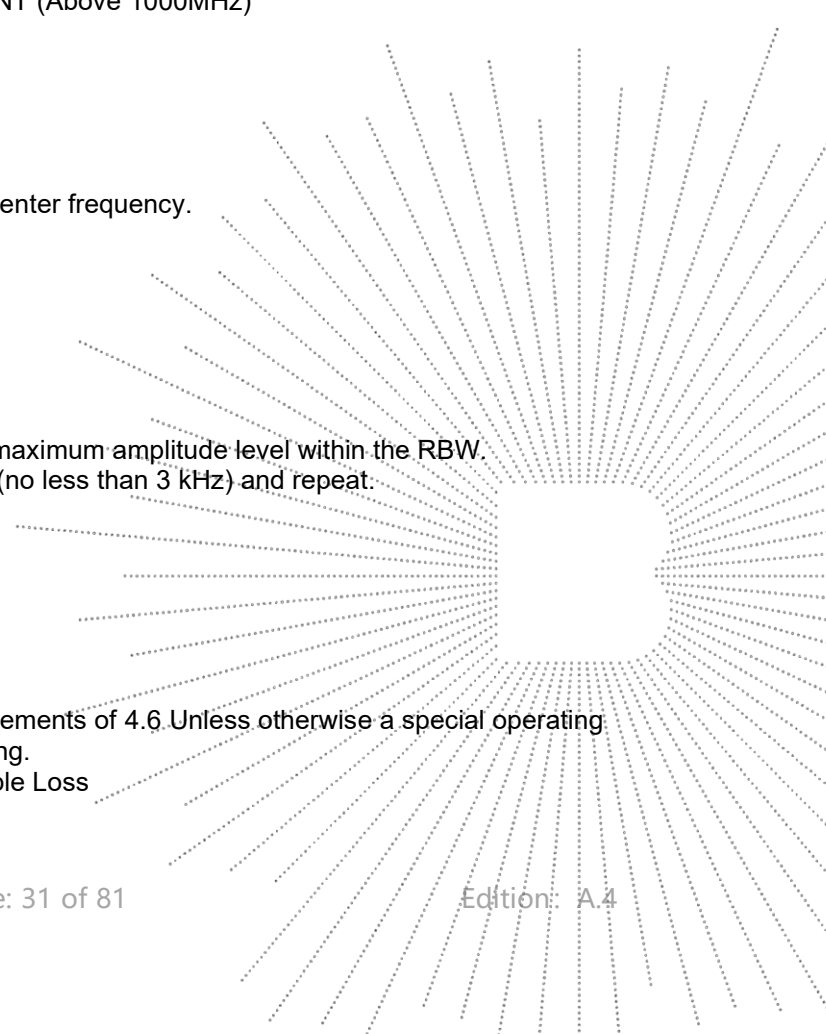 NT (Above 1000MHz)
enter frequency.
maximum amplitude level within the RBW.
(no less than 3 kHz) and repeat.
ements of 4.6 Unless otherwise a special operating
ng.
ole Loss
e: 31 of 81 Edition: A.4